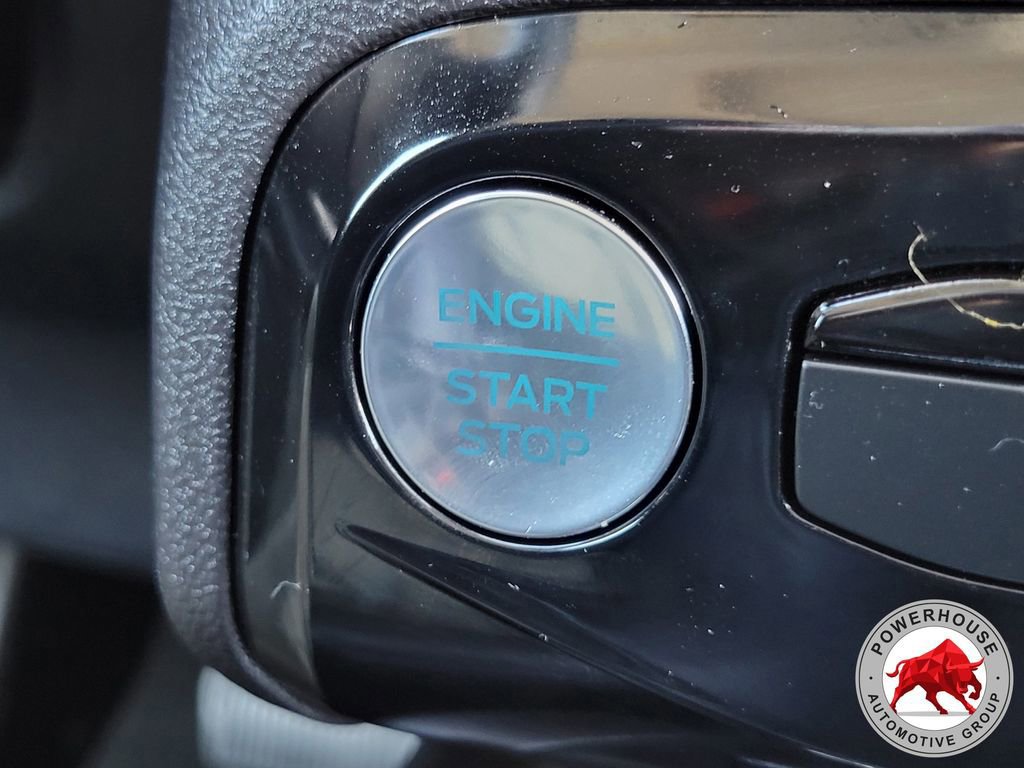 ENGINE
START
STOP
POWERHOUSE
AUTOMOTIVE GROUP